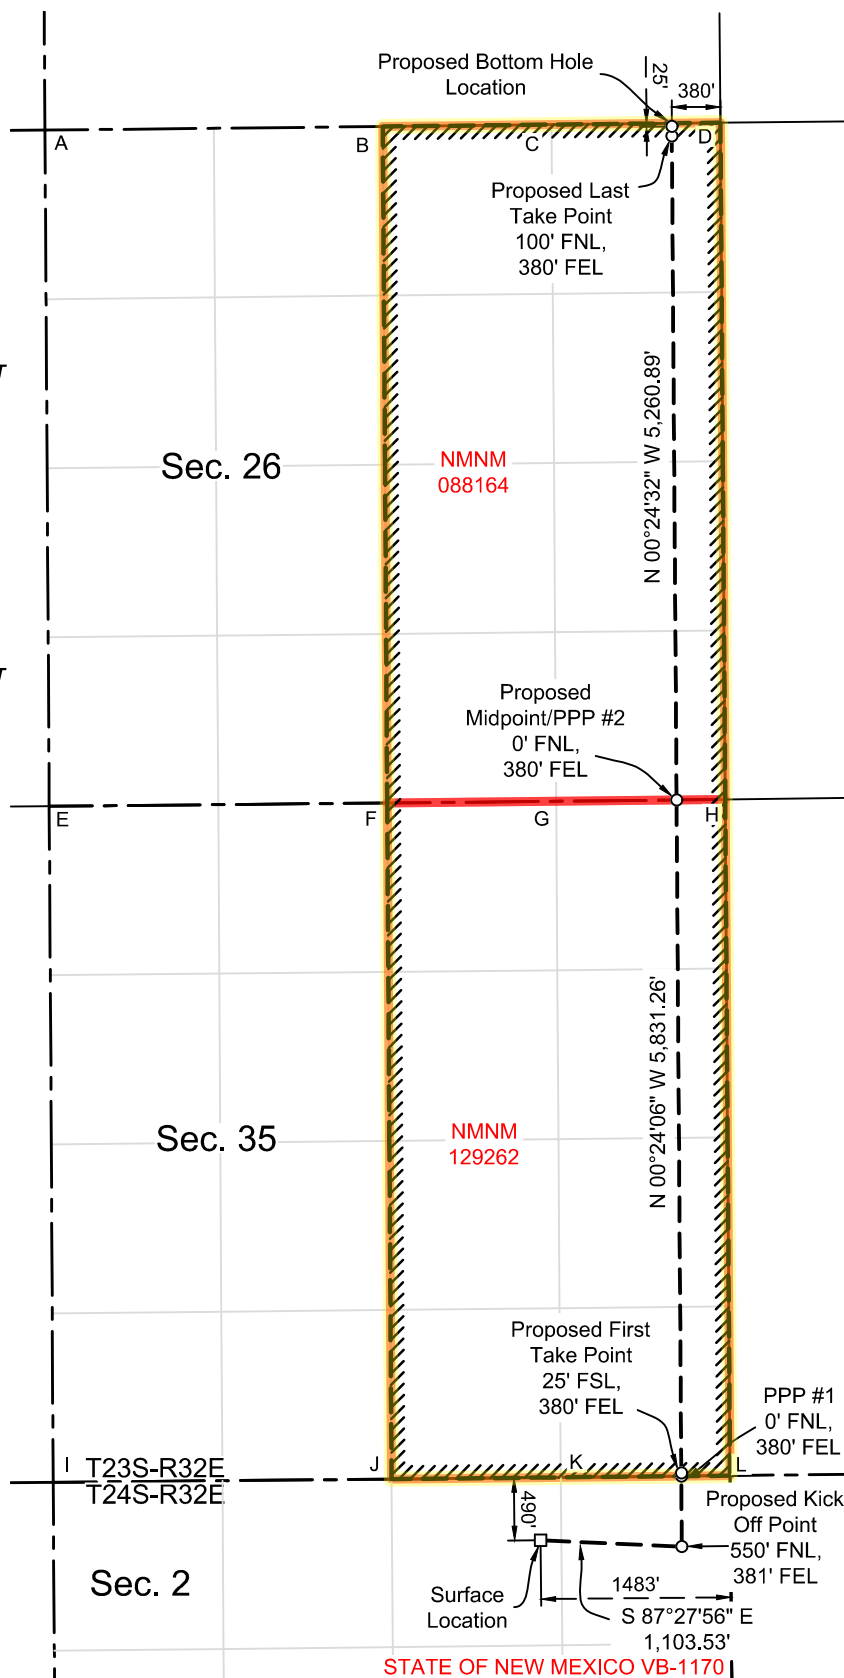 Proposed Bottom Hole
Location
25'
380'
A
B
C
D
Proposed Last
Take Point
100' FNL,
380' FEL
N 00°24'32" W 5,260.89'
Sec. 26
NMNM
088164
Proposed
Midpoint/PPP #2
0' FNL,
380' FEL
E
F
G
H
N 00°24'06" W 5,831.26'
Sec. 35
NMNM
129262
Proposed First
Take Point
25' FSL,
380' FEL
PPP #1
0' FNL,
380' FEL
I
T23S-R32E
J
K
L
T24S-R32E
490'
Proposed Kick
Off Point
550' FNL,
381' FEL
Sec. 2
Surface
Location
1483'
S 87°27'56" E
1,103.53'
STATE OF NEW MEXICO VB-1170